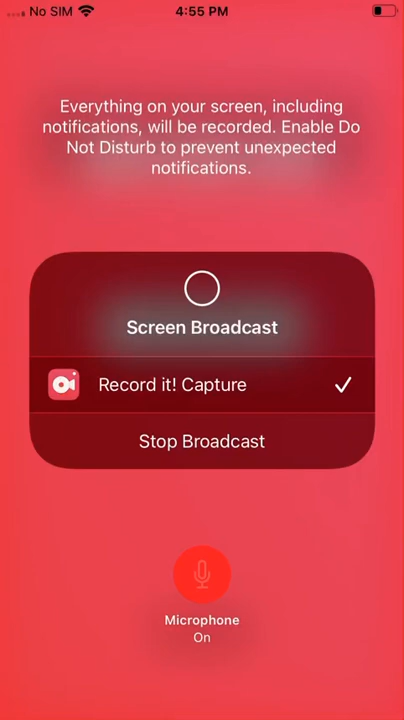 No SIM 4:55 PM
Everything on your screen, including
notifications, will be recorded. Enable Do
Not Disturb to prevent unexpected
notifications.
Screen Broadcast
Record it! Capture
Stop Broadcast
Microphone
On